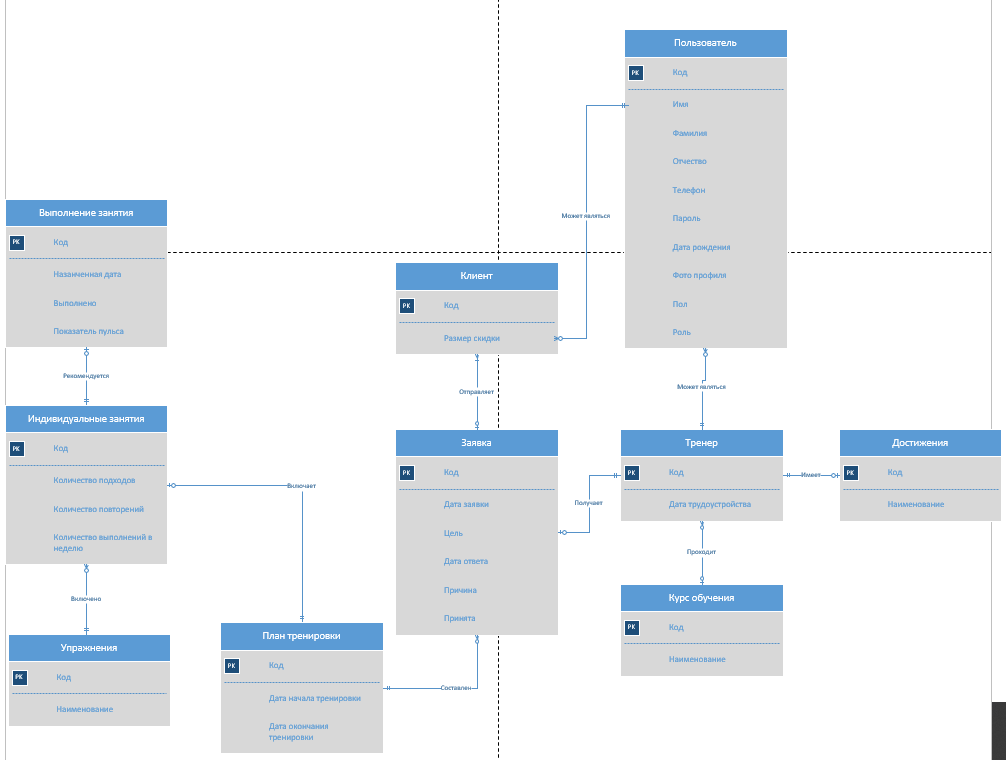 Пользователь
PK Код
Имя
Фамилия
Отчество
Телефон
Пароль
Дата рождения
Фото профиля
Пол
Роль
Может являться
Выполнение занятия
PK Код
Назанченная дата
Выполнено
Показатель пульса
Клиент
PK Код
Размер скидки
Рекомендуется
Отправляет
Может являться
Индивидуальные занятия
PK Код
Количество подходов
Количество повторений
Количество выполнений в
неделю
Включает
Заявка
PK Код
Дата заявки
Цель
Дата ответа
Причина
Принята
Получает
Тренер
PK Код
Дата трудоустройства
Имеет
Достижения
PK Код
Наименование
Проходит
Курс обучения
PK Код
Наименование
Включено
Упражнения
PK Код
Наименование
План тренировки
PK Код
Дата начала тренировки
Дата окончания
тренировки
Составлен